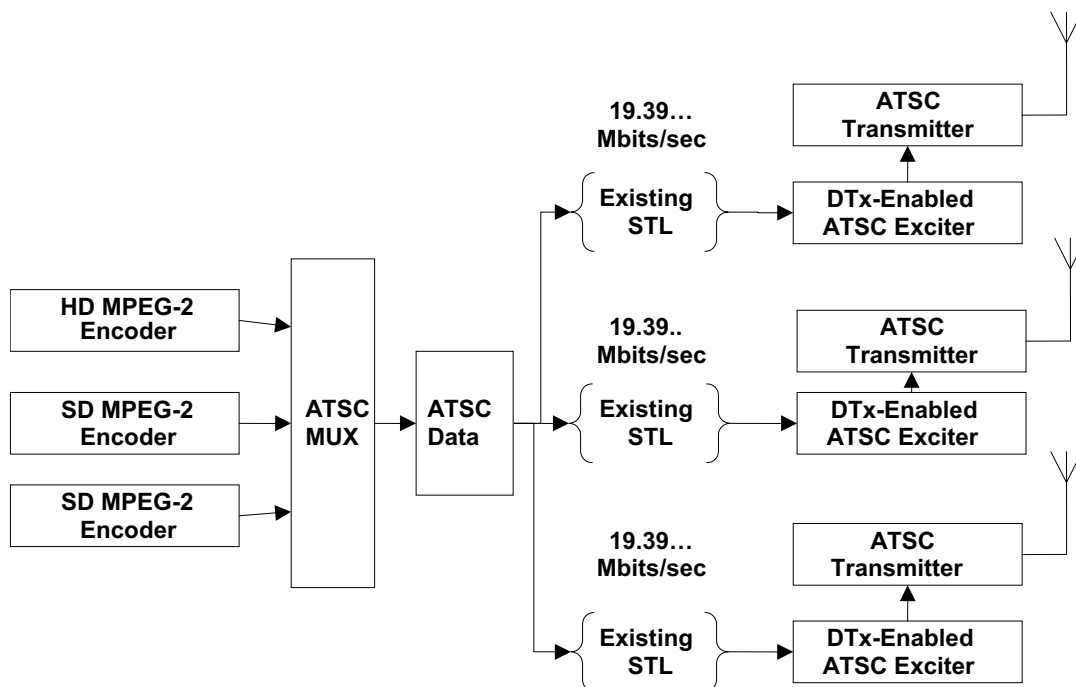 HD MPEG-2
Encoder
SD MPEG-2
Encoder
SD MPEG-2
Encoder
ATSC
MUX
ATSC
Data
19.39…
Mbits/sec
Existing
STL
DTx-Enabled
ATSC Exciter
ATSC
Transmitter
19.39..
Mbits/sec
Existing
STL
DTx-Enabled
ATSC Exciter
ATSC
Transmitter
19.39…
Mbits/sec
Existing
STL
DTx-Enabled
ATSC Exciter
ATSC
Transmitter